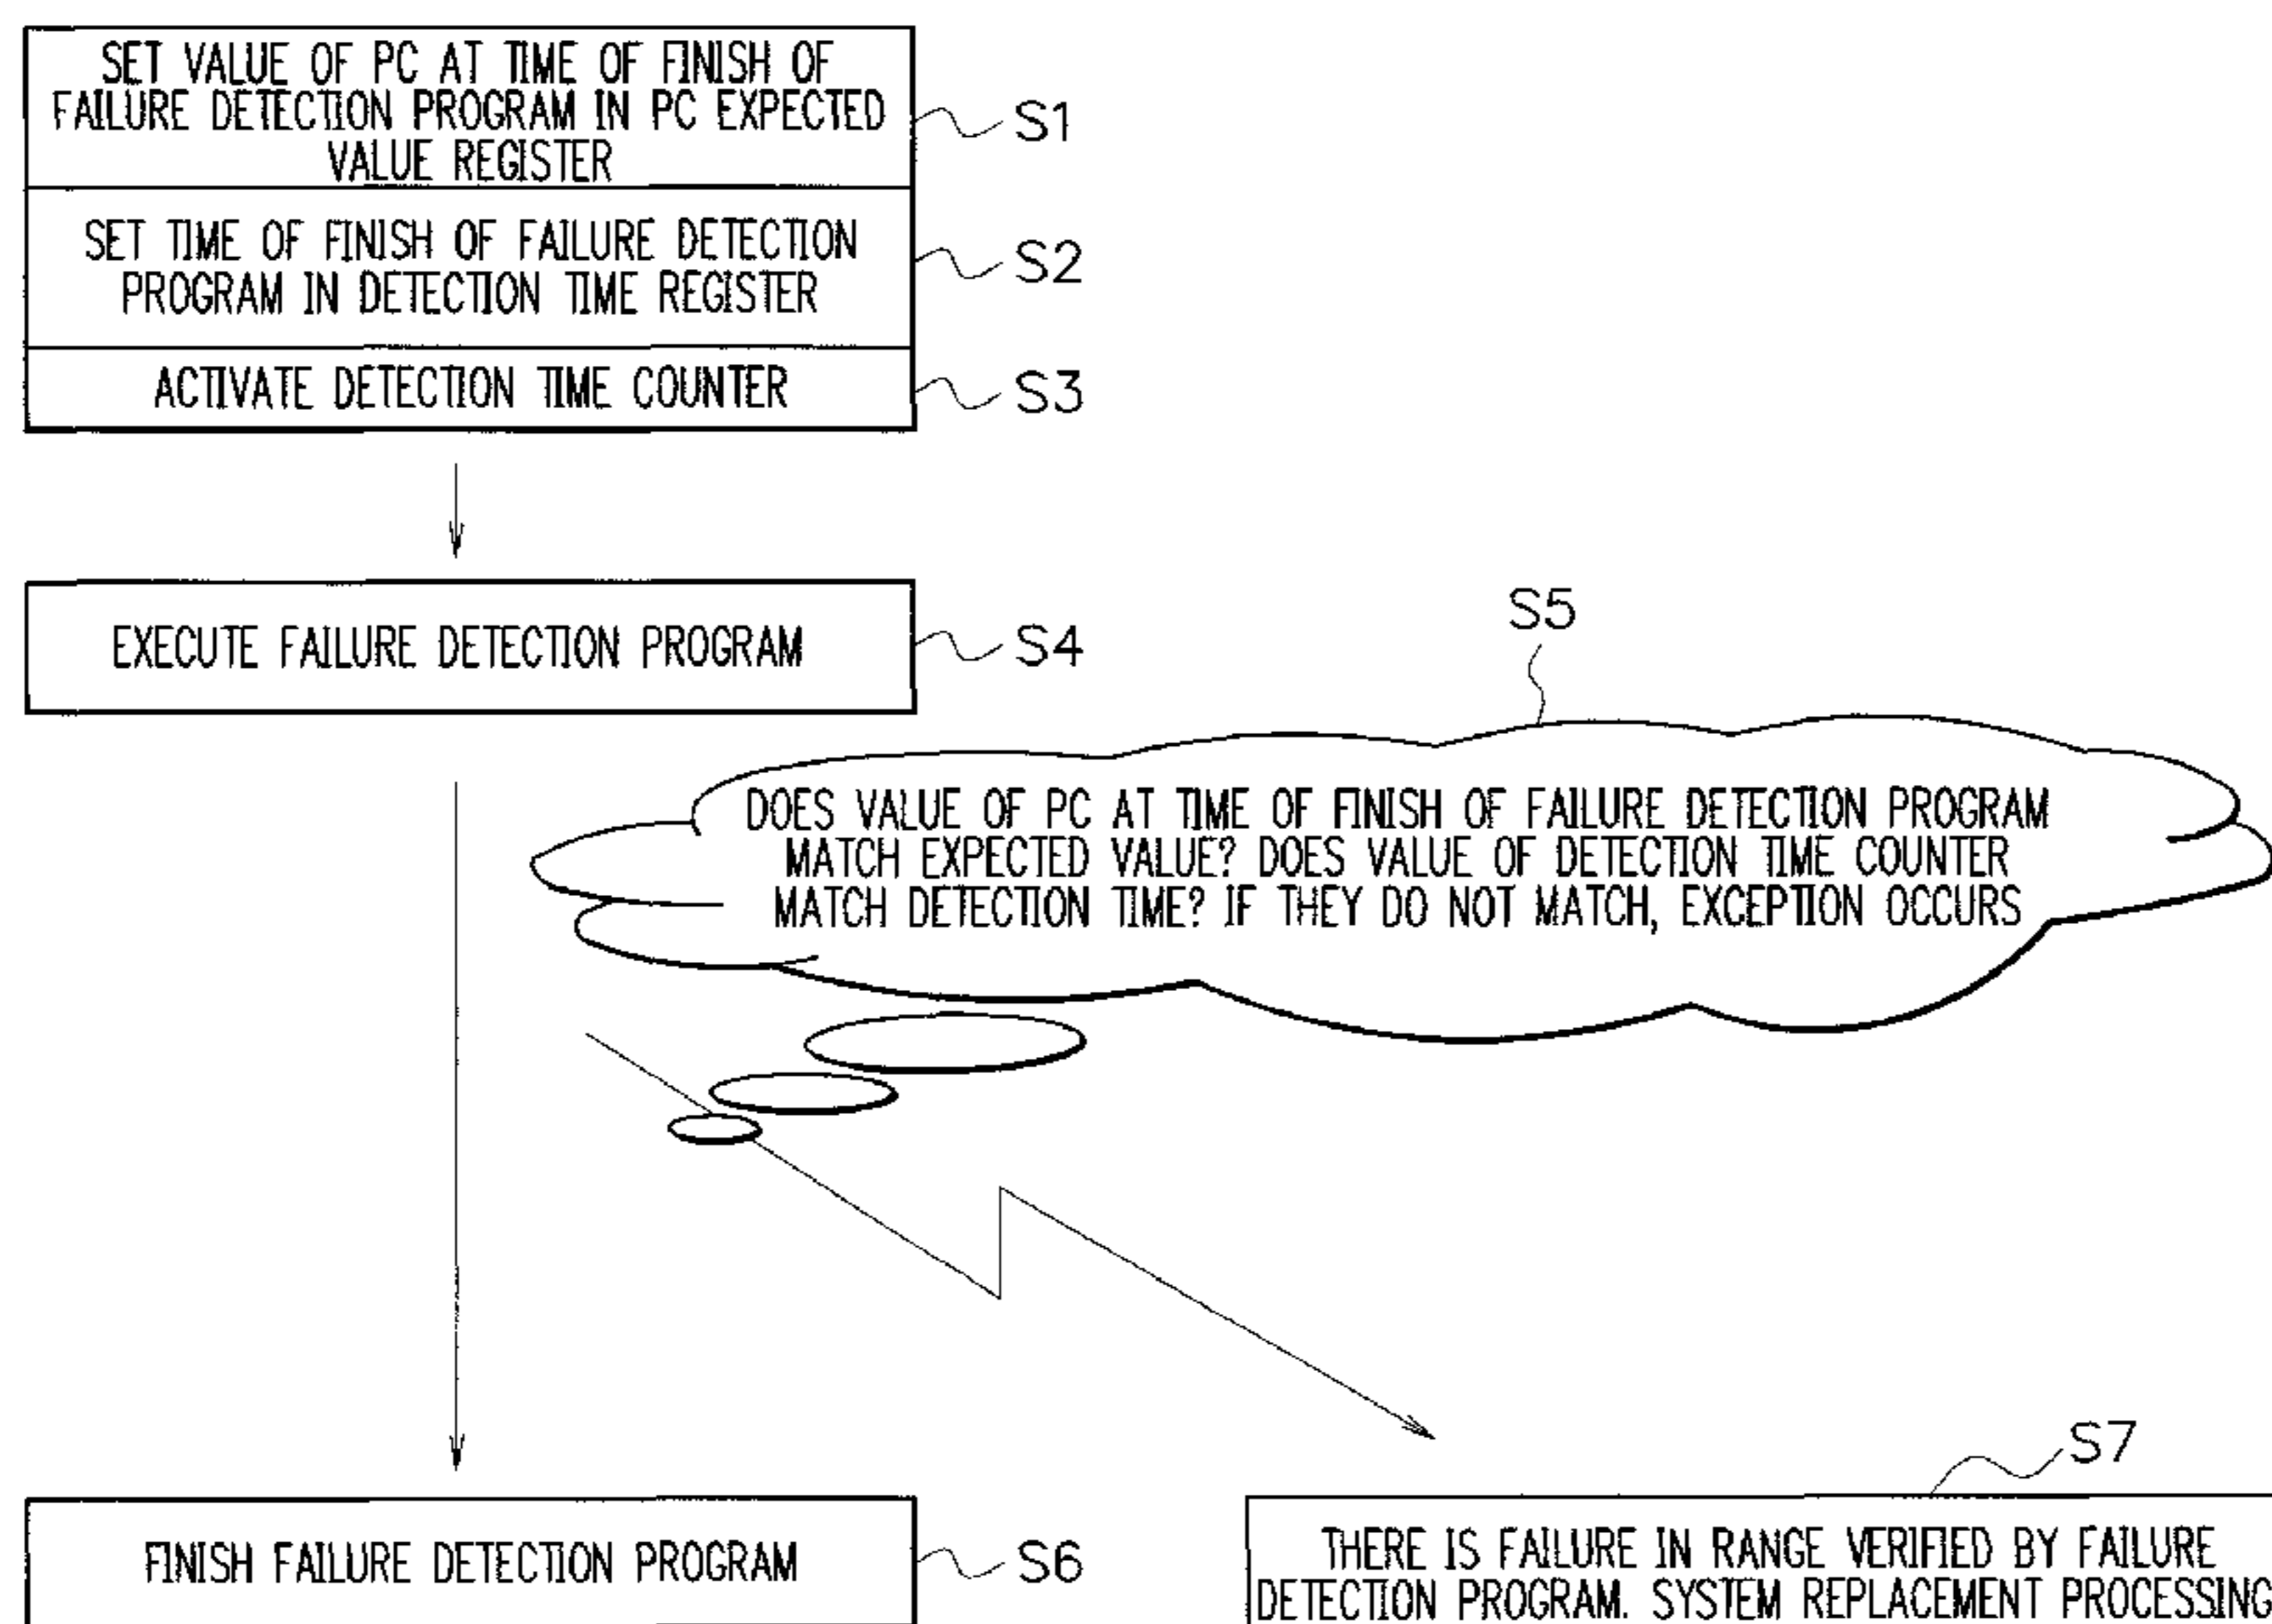 SET VALUE OF PC AT TIME OF FINISH OF
FAILURE DETECTION PROGRAM IN PC EXPECTED
VALUE REGISTER
S1
SET TIME OF FINISH OF FAILURE DETECTION
PROGRAM IN DETECTION TIME REGISTER
S2
ACTIVATE DETECTION TIME COUNTER
S3
EXECUTE FAILURE DETECTION PROGRAM
S4
S5
DOES VALUE OF PC AT TIME OF FINISH OF FAILURE DETECTION PROGRAM
MATCH EXPECTED VALUE? DOES VALUE OF DETECTION TIME COUNTER
MATCH DETECTION TIME? IF THEY DO NOT MATCH, EXCEPTION OCCURS
FINISH FAILURE DETECTION PROGRAM
S6
S7
THERE IS FAILURE IN RANGE VERIFIED BY FAILURE
DETECTION PROGRAM. SYSTEM REPLACEMENT PROCESSING